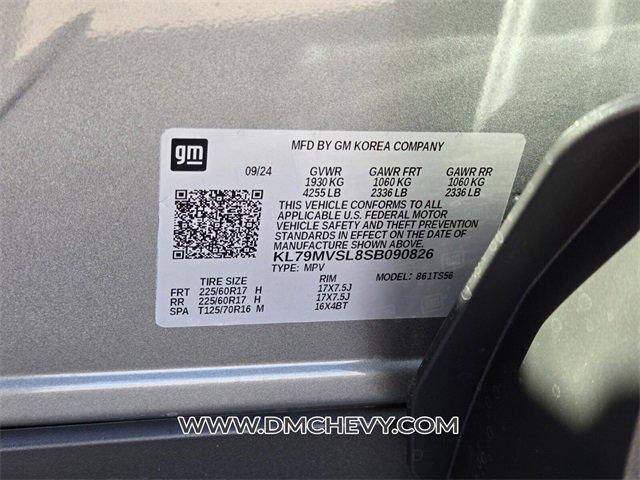 gm
MFD BY GM KOREA COMPANY
09/24 GVWR GAWR FRT GAWR RR
1930 KG 1060 KG 1060 KG
4255 LB 2336 LB 2336 LB
THIS VEHICLE CONFORMS TO ALL
APPLICABLE U.S. FEDERAL MOTOR
VEHICLE SAFETY AND THEFT PREVENTION
STANDARDS IN EFFECT ON THE DATE OF
MANUFACTURE SHOWN ABOVE.
KL79MVSL8SB090826
TYPE: MPV MODEL: 861TS56
TIRE SIZE RIM
FRT 225/60R17 H 17X7.5J
RR 225/60R17 H 17X7.5J
SPA T125/70R16 M 16X4BT
WWW.DMCHEVY.COM